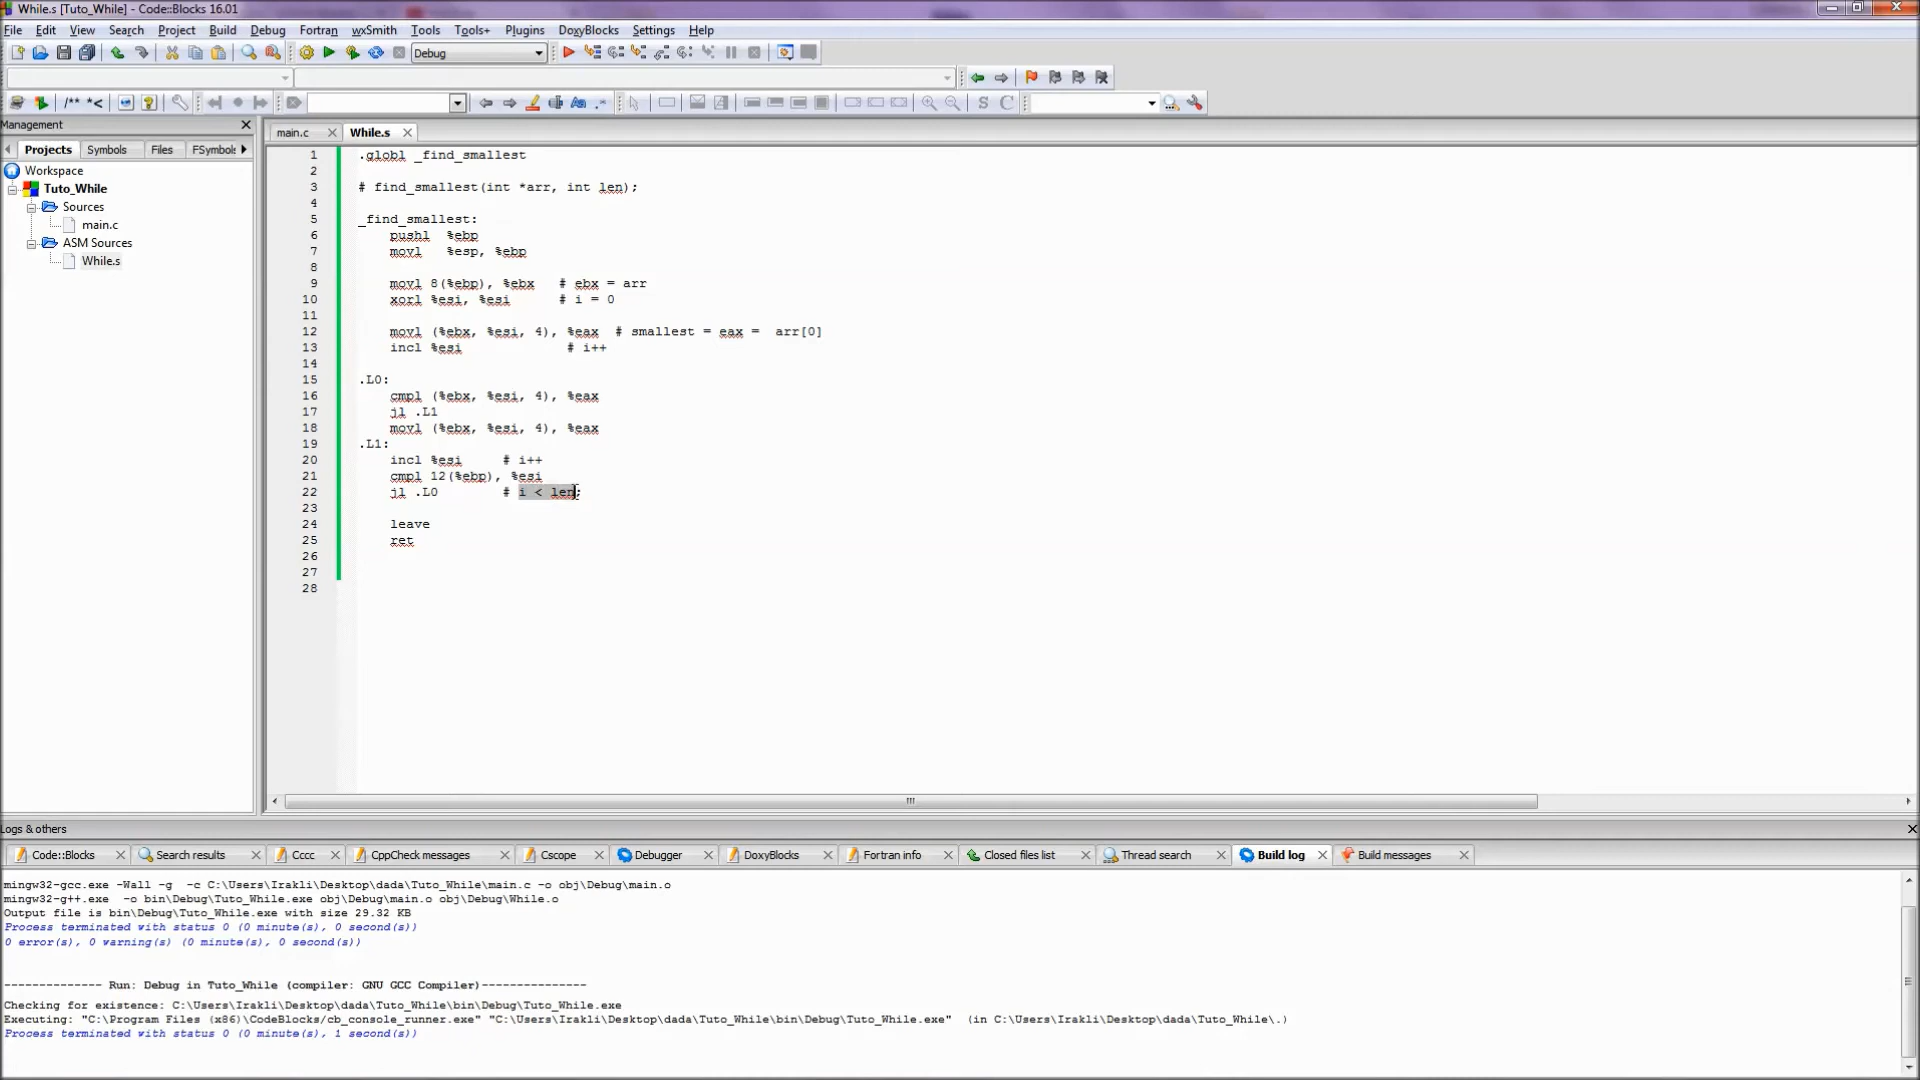 While.s [Tuto_While] - Code::Blocks 16.01
File Edit View Search Project Build Debug Fortran wxSmith Tools Tools+ Plugins DoxyBlocks Settings Help
Debug
/** *<
S C
Management
Projects Symbols Files FSymbols
Workspace
Tuto_While
Sources
main.c
ASM Sources
While.s
main.c While.s
1 .globl _find_smallest
2
3 # find_smallest(int *arr, int len);
4
5 _find_smallest:
6 pushl %ebp
7 movl %esp, %ebp
8
9 movl 8(%ebp), %ebx # ebx = arr
10 xorl %esi, %esi # i = 0
11
12 movl (%ebx, %esi, 4), %eax # smallest = eax = arr[0]
13 incl %esi # i++
14
15 .L0:
16 cmpl (%ebx, %esi, 4), %eax
17 jl .L1
18 movl (%ebx, %esi, 4), %eax
19 .L1:
20 incl %esi # i++
21 cmpl 12(%ebp), %esi
22 jl .L0 # i < len;
23
24 leave
25 ret
26
27
28
Logs & others
Code::Blocks Search results Cccc CppCheck messages Cscope Debugger DoxyBlocks Fortran info Closed files list Thread search Build log Build messages
mingw32-gcc.exe -Wall -g -c C:\Users\Irakli\Desktop\dada\Tuto_While\main.c -o obj\Debug\main.o
mingw32-g++.exe -o bin\Debug\Tuto_While.exe obj\Debug\main.o obj\Debug\While.o
Output file is bin\Debug\Tuto_While.exe with size 29.32 KB
Process terminated with status 0 (0 minute(s), 0 second(s))
0 error(s), 0 warning(s) (0 minute(s), 0 second(s))
-------------- Run: Debug in Tuto_While (compiler: GNU GCC Compiler)---------------
Checking for existence: C:\Users\Irakli\Desktop\dada\Tuto_While\bin\Debug\Tuto_While.exe
Executing: "C:\Program Files (x86)\CodeBlocks/cb_console_runner.exe" "C:\Users\Irakli\Desktop\dada\Tuto_While\bin\Debug\Tuto_While.exe" (in C:\Users\Irakli\Desktop\dada\Tuto_While\.)
Process terminated with status 0 (0 minute(s), 1 second(s))